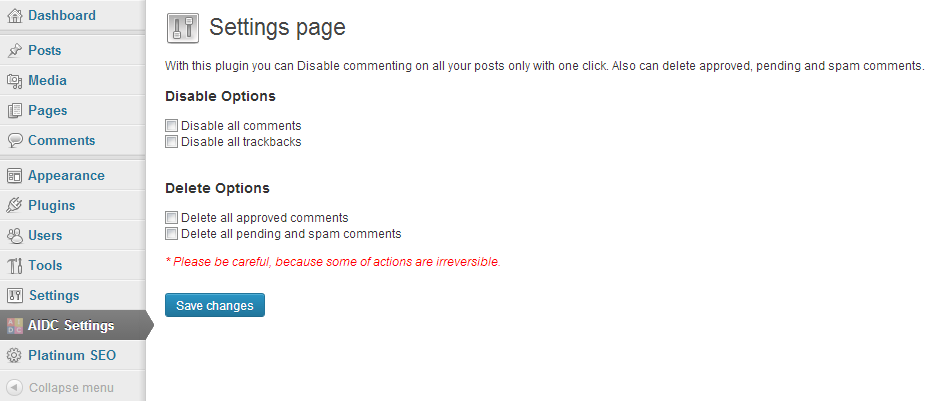 Dashboard
Posts
Media
Pages
Comments
Appearance
Plugins
Users
Tools
Settings
AIDC Settings
Platinum SEO
Collapse menu
Settings page
With this plugin you can Disable commenting on all your posts only with one click. Also can delete approved, pending and spam comments.
Disable Options
Disable all comments
Disable all trackbacks
Delete Options
Delete all approved comments
Delete all pending and spam comments
* Please be careful, because some of actions are irreversible.
Save changes